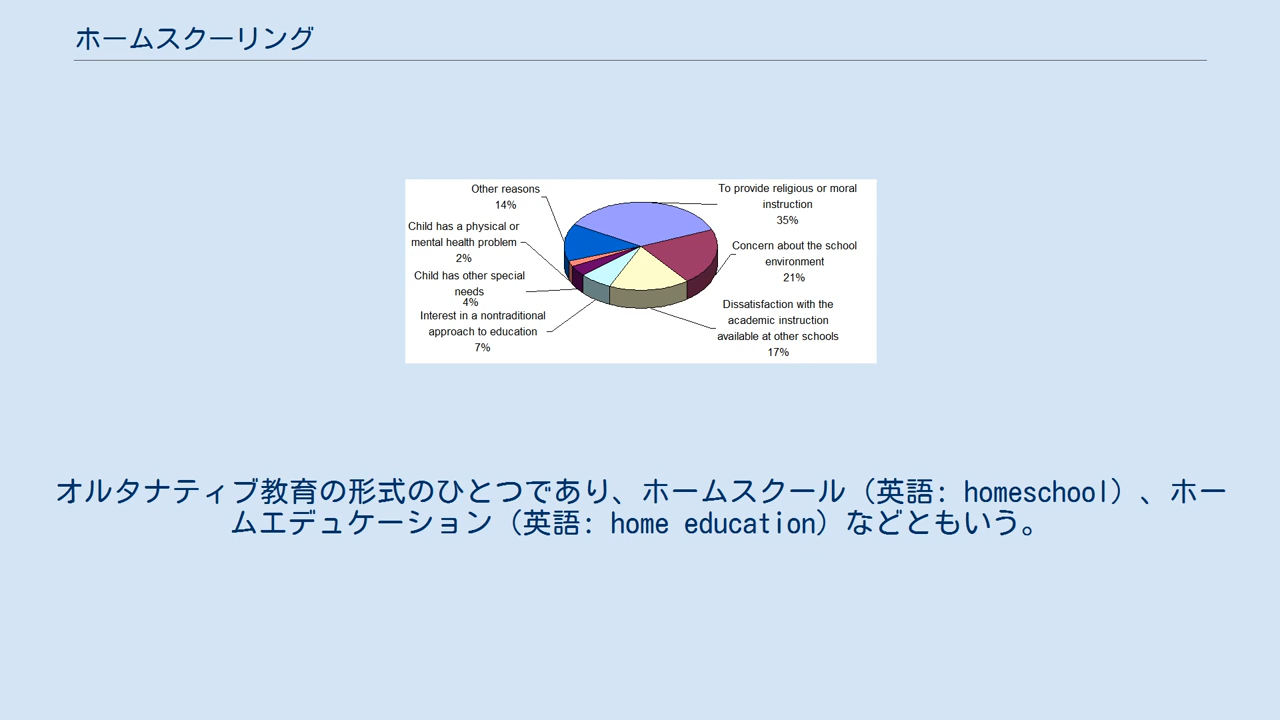 ホームスクーリング
Other reasons
14%
To provide religious or moral
instruction
35%
Child has a physical or
mental health problem
2%
Concern about the school
environment
21%
Child has other special
needs
4%
Dissatisfaction with the
academic instruction
available at other schools
17%
Interest in a nontraditional
approach to education
7%
オルタナティブ教育の形式のひとつであり、ホームスクール（英語: homeschool）、ホー
ムエデュケーション（英語: home education）などともいう。